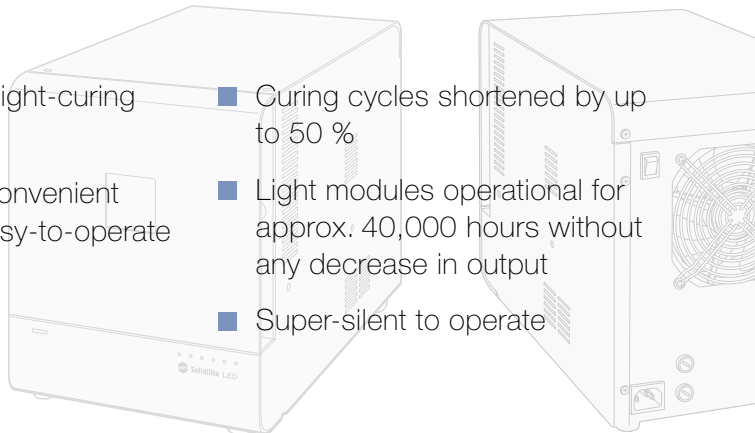 ight-curing
onvenient
sy-to-operate
Curing cycles shortened by up
to 50 %
Light modules operational for
approx. 40,000 hours without
any decrease in output
Super-silent to operate
Solidilite LED